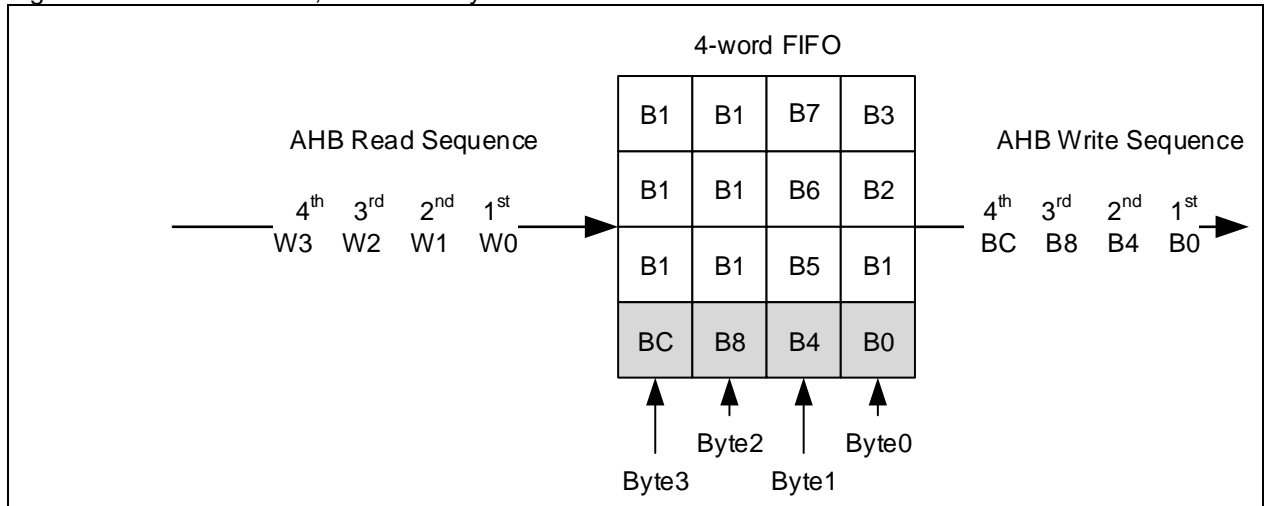 4-word FIFO
B1 B1 B7 B3
AHB Read Sequence
AHB Write Sequence
B1 B1 B6 B2
4th 3rd 2nd 1st
W3 W2 W1 W0
4th 3rd 2nd 1st
BC B8 B4 B0
B1 B1 B5 B1
BC B8 B4 B0
Byte2 Byte0
Byte3 Byte1